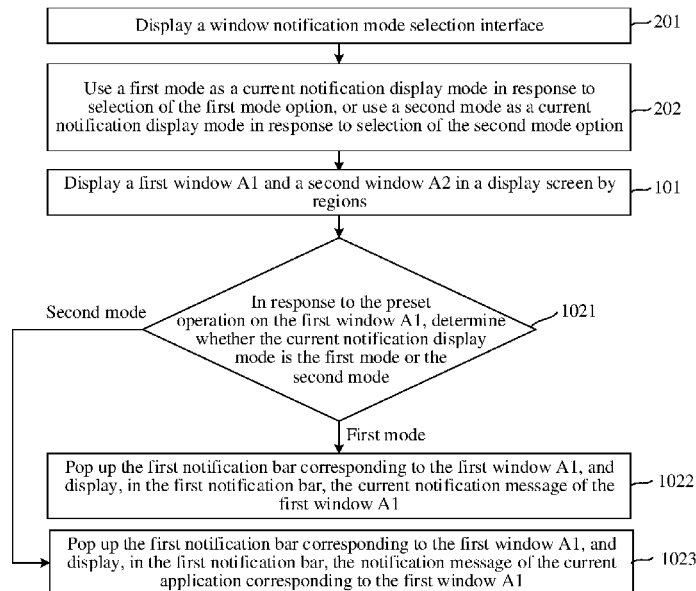 Display a window notification mode selection interface
201
Use a first mode as a current notification display mode in response to
selection of the first mode option, or use a second mode as a current
notification display mode in response to selection of the second mode option
202
Display a first window A1 and a second window A2 in a display screen by
regions
101
Second mode
In response to the preset
operation on the first window A1, determine
whether the current notification display
mode is the first mode or the
second mode
1021
First mode
Pop up the first notification bar corresponding to the first window A1, and
display, in the first notification bar, the current notification message of the
first window A1
1022
Pop up the first notification bar corresponding to the first window A1, and
display, in the first notification bar, the notification message of the current
application corresponding to the first window A1
1023